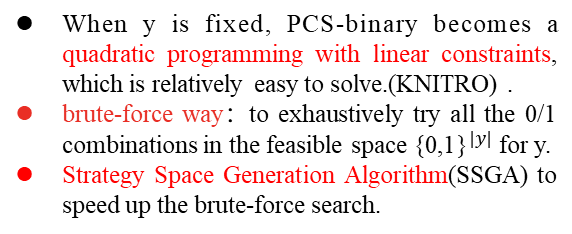 ● When y is fixed, PCS-binary becomes a
quadratic programming with linear constraints,
which is relatively easy to solve.(KNITRO) .
● brute-force way： to exhaustively try all the 0/1
combinations in the feasible space {0,1}^|y| for y.
● Strategy Space Generation Algorithm(SSGA) to
speed up the brute-force search.